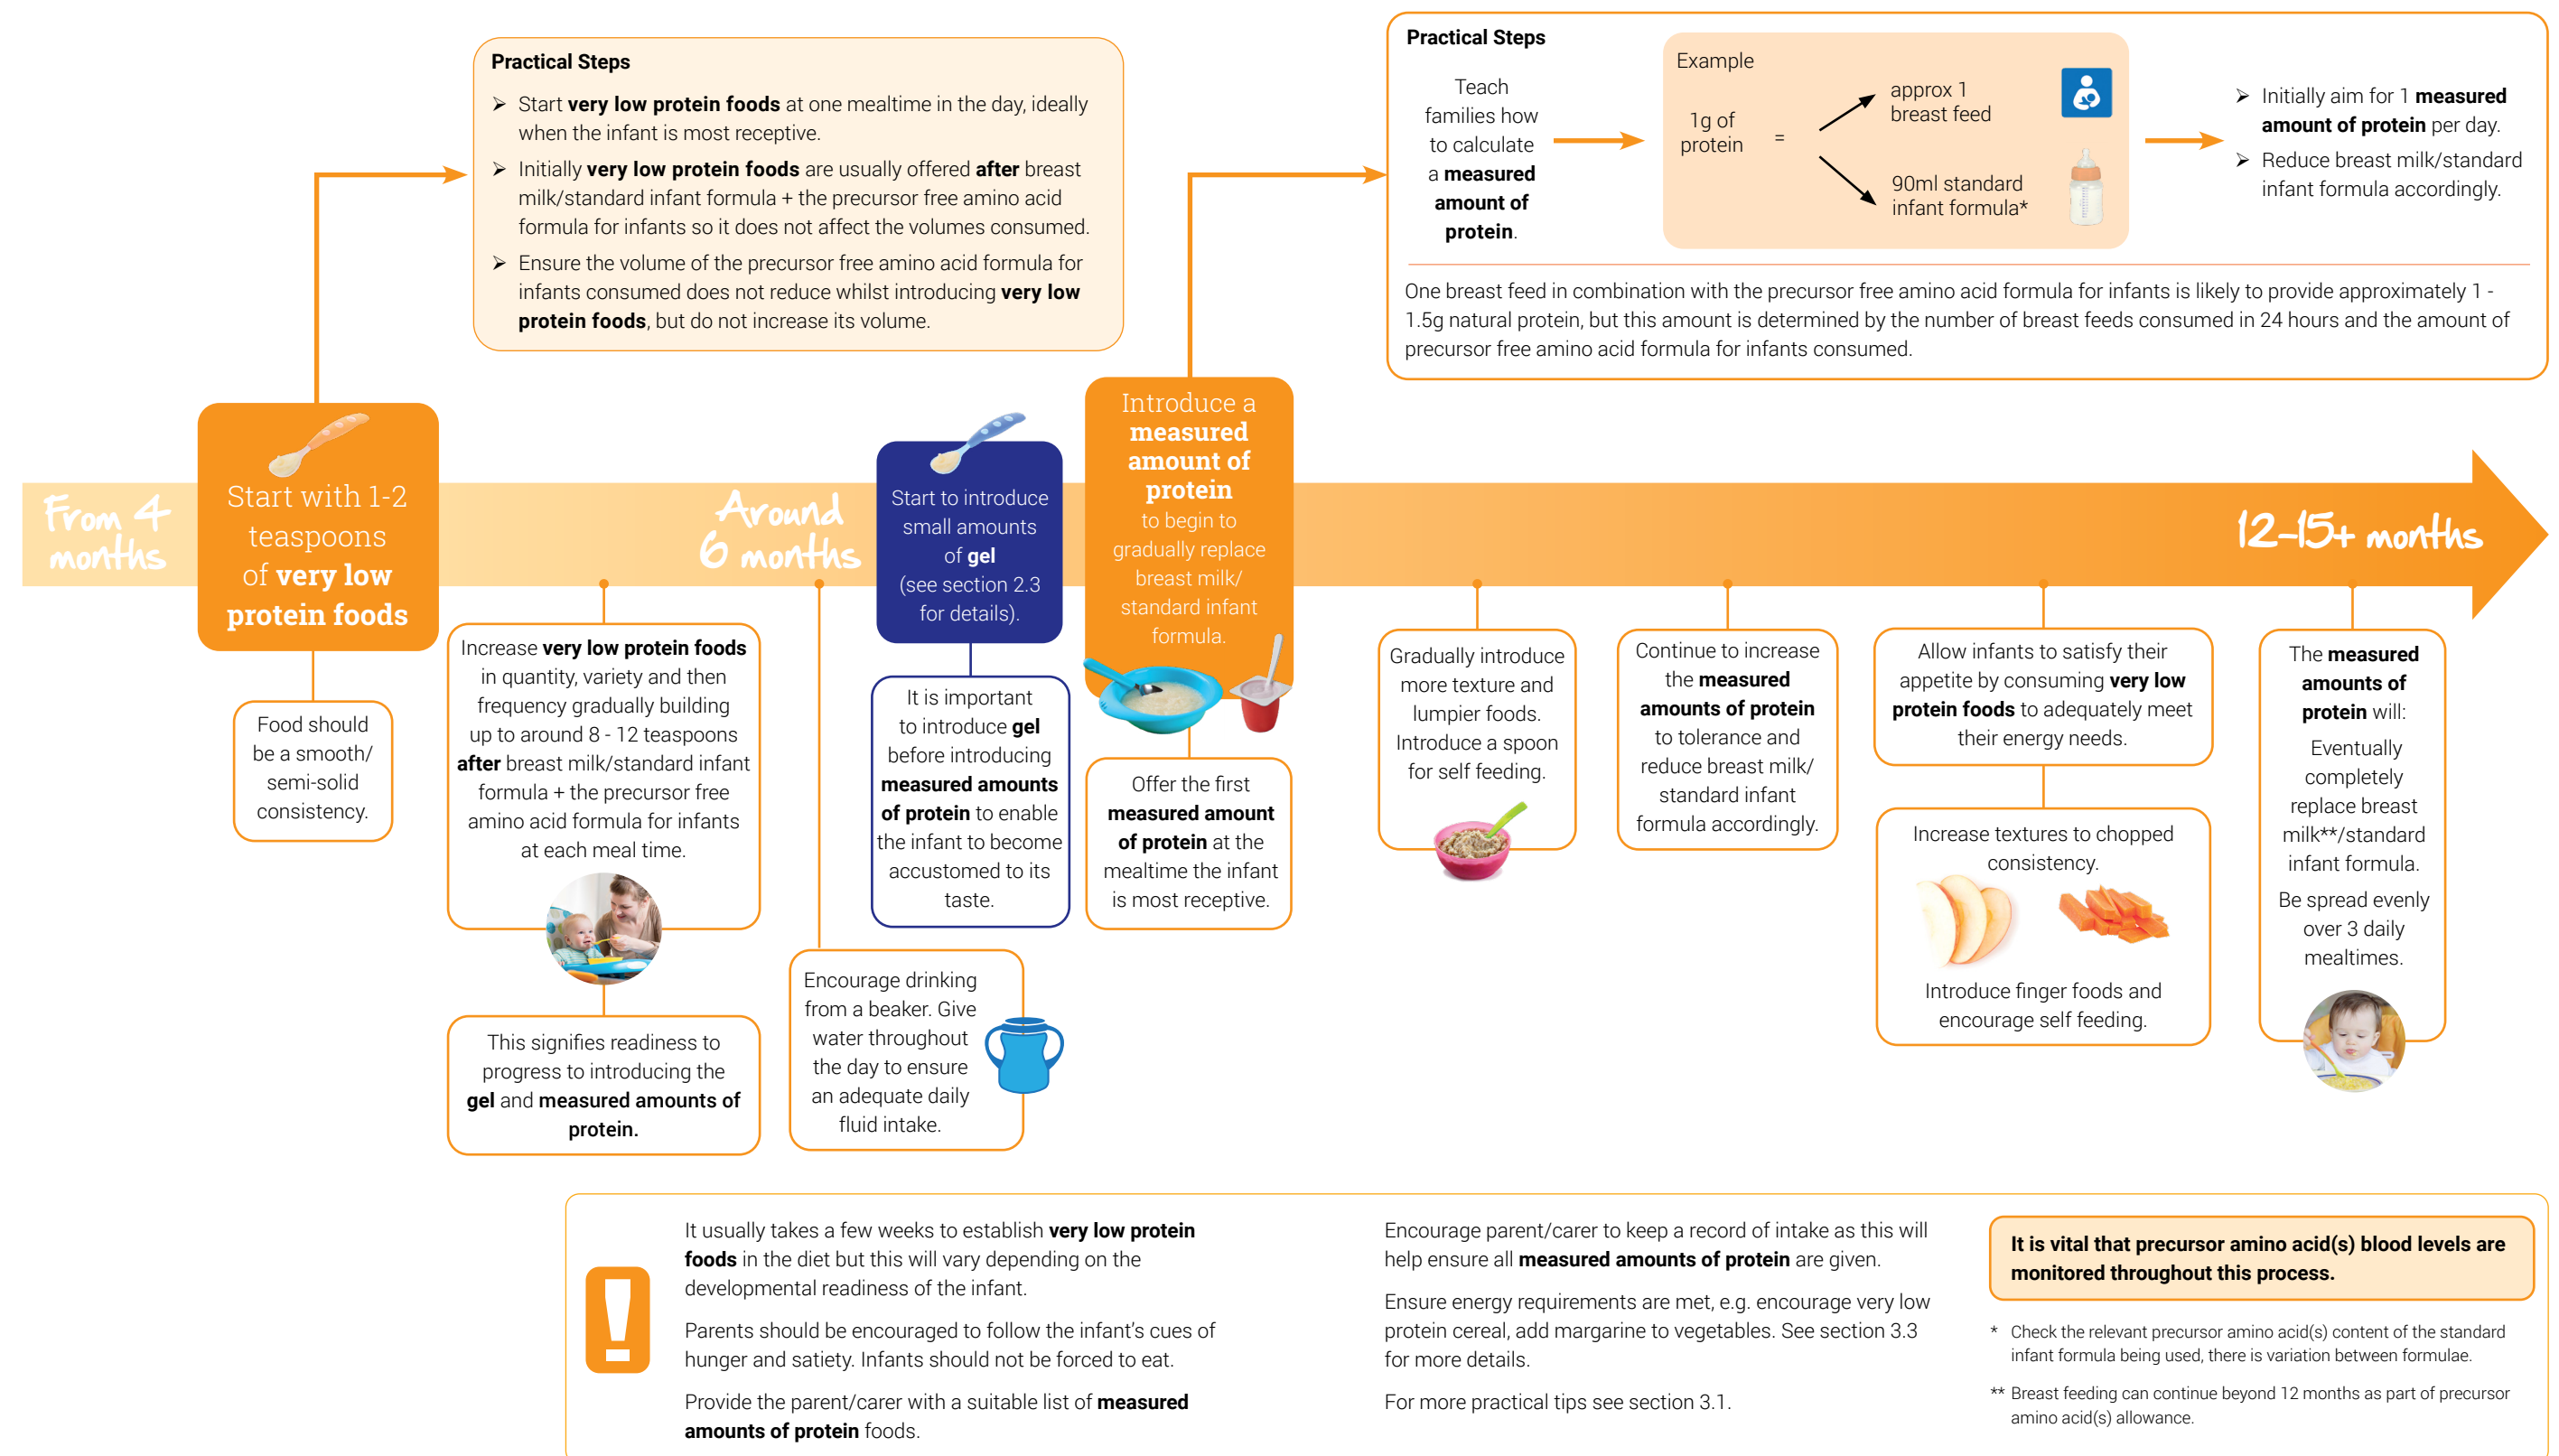 Practical Steps
➢ Start very low protein foods at one mealtime in the day, ideally
when the infant is most receptive.
➢ Initially very low protein foods are usually offered after breast
milk/standard infant formula + the precursor free amino acid
formula for infants so it does not affect the volumes consumed.
➢ Ensure the volume of the precursor free amino acid formula for
infants consumed does not reduce whilst introducing very low
protein foods, but do not increase its volume.
Practical Steps
Teach
families how
to calculate
a measured
amount of
protein.
Example
1g of
protein
=
approx 1
breast feed
90ml standard
infant formula*
➢ Initially aim for 1 measured
amount of protein per day.
➢ Reduce breast milk/standard
infant formula accordingly.
One breast feed in combination with the precursor free amino acid formula for infants is likely to provide approximately 1 -
1.5g natural protein, but this amount is determined by the number of breast feeds consumed in 24 hours and the amount of
precursor free amino acid formula for infants consumed.
From 4
months
Start with 1-2
teaspoons
of very low
protein foods
Food should
be a smooth/
semi-solid
consistency.
Increase very low protein foods
in quantity, variety and then
frequency gradually building
up to around 8 - 12 teaspoons
after breast milk/standard infant
formula + the precursor free
amino acid formula for infants
at each meal time.
This signifies readiness to
progress to introducing the
gel and measured amounts of
protein.
Around
6 months
Encourage drinking
from a beaker. Give
water throughout
the day to ensure
an adequate daily
fluid intake.
Start to introduce
small amounts
of gel
(see section 2.3
for details).
It is important
to introduce gel
before introducing
measured amounts
of protein to enable
the infant to become
accustomed to its
taste.
Introduce a
measured
amount of
protein
to begin to
gradually replace
breast milk/
standard infant
formula.
Offer the first
measured amount
of protein at the
mealtime the infant
is most receptive.
Gradually introduce
more texture and
lumpier foods.
Introduce a spoon
for self feeding.
Continue to increase
the measured
amounts of protein
to tolerance and
reduce breast milk/
standard infant
formula accordingly.
Allow infants to satisfy their
appetite by consuming very low
protein foods to adequately meet
their energy needs.
Increase textures to chopped
consistency.
Introduce finger foods and
encourage self feeding.
12-15+ months
The measured
amounts of
protein will:
Eventually
completely
replace breast
milk**/standard
infant formula.
Be spread evenly
over 3 daily
mealtimes.
!
It usually takes a few weeks to establish very low protein
foods in the diet but this will vary depending on the
developmental readiness of the infant.
Parents should be encouraged to follow the infant's cues of
hunger and satiety. Infants should not be forced to eat.
Provide the parent/carer with a suitable list of measured
amounts of protein foods.
Encourage parent/carer to keep a record of intake as this will
help ensure all measured amounts of protein are given.
Ensure energy requirements are met, e.g. encourage very low
protein cereal, add margarine to vegetables. See section 3.3
for more details.
For more practical tips see section 3.1.
It is vital that precursor amino acid(s) blood levels are
monitored throughout this process.
* Check the relevant precursor amino acid(s) content of the standard
infant formula being used, there is variation between formulae.
** Breast feeding can continue beyond 12 months as part of precursor
amino acid(s) allowance.